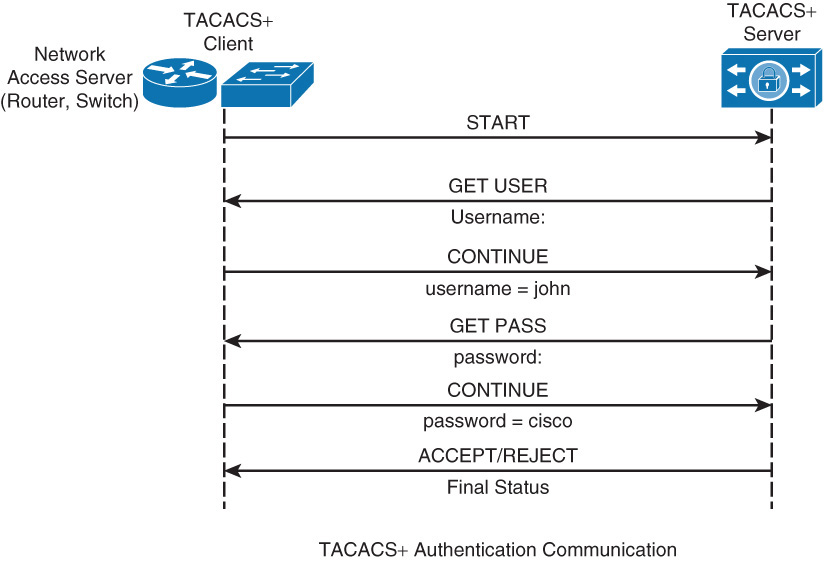 TACACS+
Client
TACACS+
Server
Network
Access Server
(Router, Switch)
START
GET USER
Username:
CONTINUE
username = john
GET PASS
password:
CONTINUE
password = cisco
ACCEPT/REJECT
Final Status
TACACS+ Authentication Communication